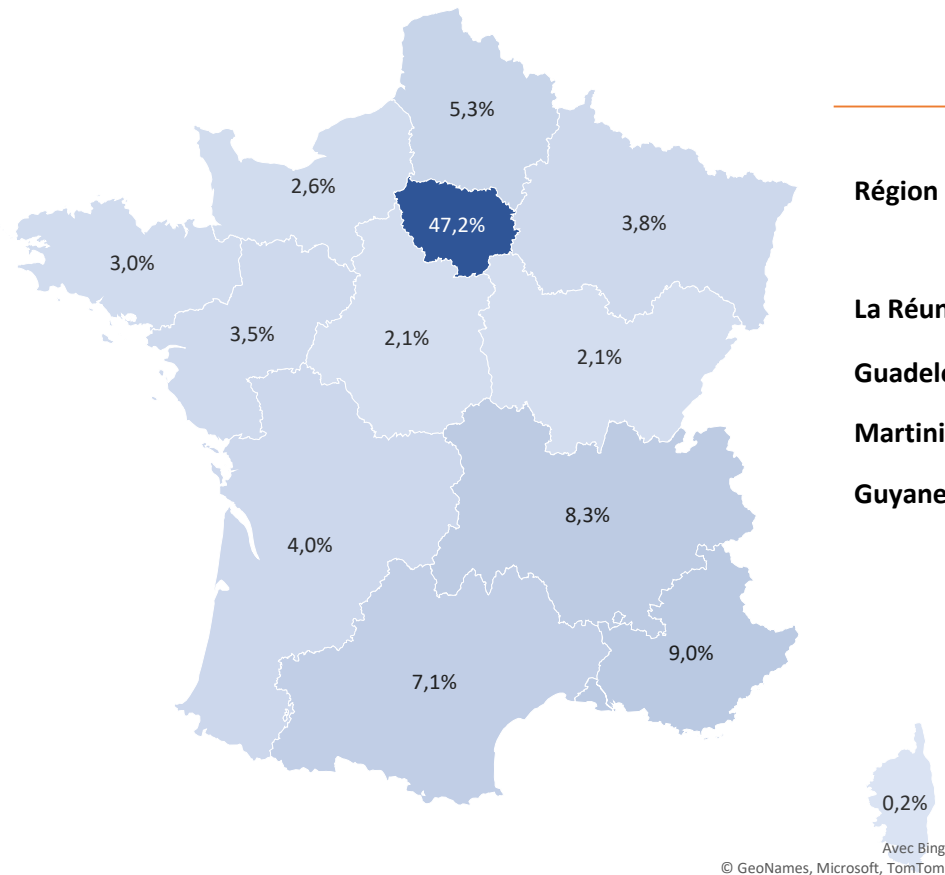 5,3%
2,6%
47,2%
3,8%
Région
3,0%
La Réun
3,5%
2,1%
2,1%
Guadel
Martini
Guyane
8,3%
4,0%
9,0%
7,1%
0,2%
Avec Bing
© GeoNames, Microsoft, TomTom